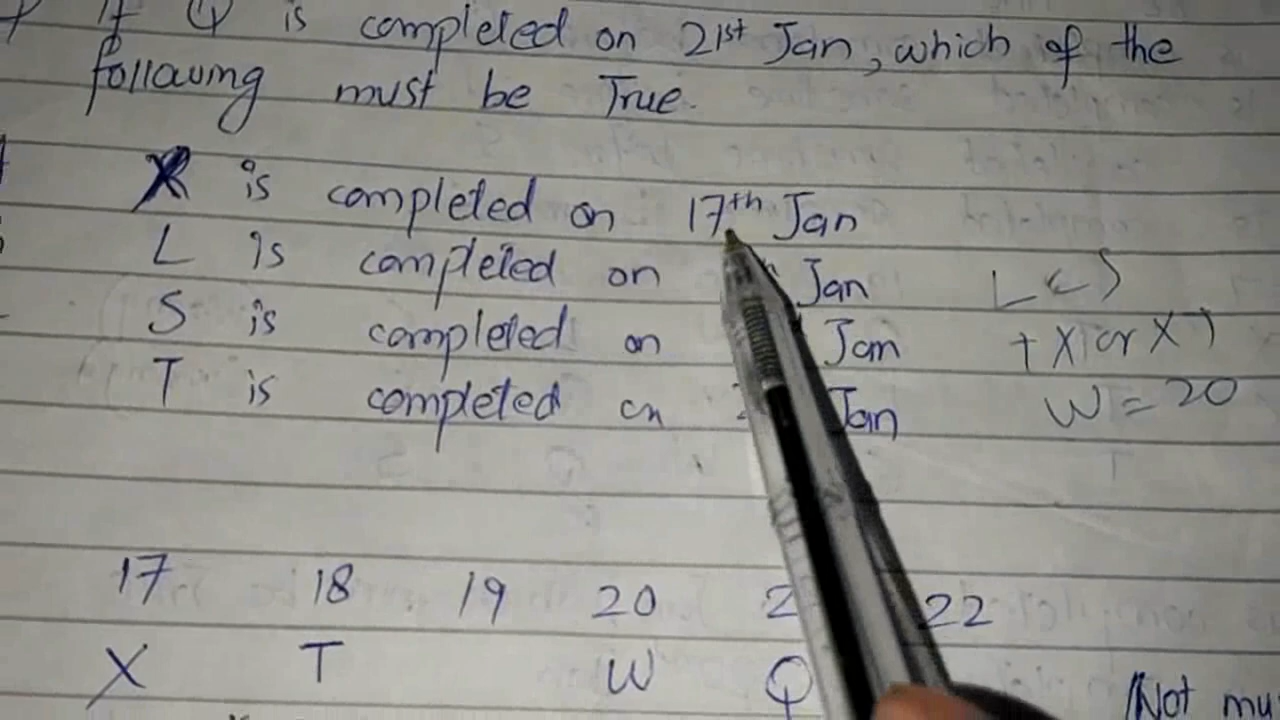 If Q is completed on 21st Jan, which of the
following must be True.
X is completed on 17th Jan
L is completed on Jan L < S
S is completed on Jan TX or XT
T is completed on Jan W = 20
17 18 19 20 22
X T W Q
Not